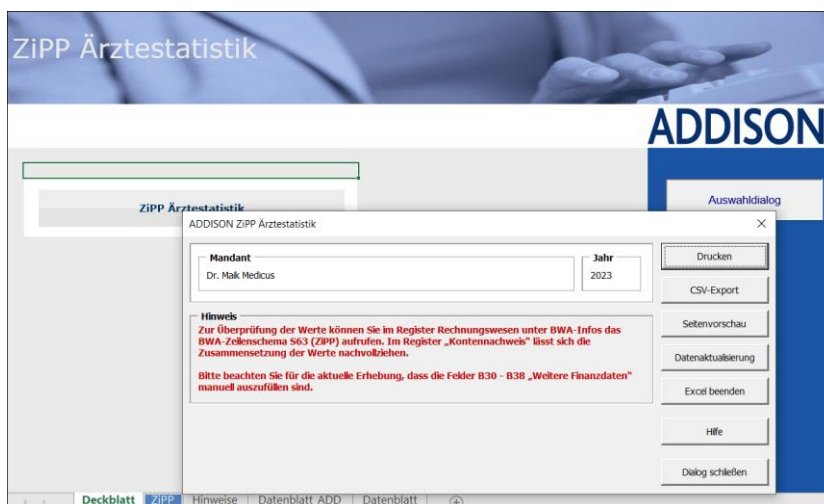 ZiPP Ärztestatistik
ADDISON
ZiPP Ärztestatistik
Auswahldialog
ADDISON ZiPP Ärztestatistik
Mandant
Dr. Maik Medicus
Jahr
2023
Drucken
CSV-Export
Seitenvorschau
Datenaktualisierung
Excel beenden
Hilfe
Dialog schließen
Hinweis
Zur Überprüfung der Werte können Sie im Register Rechnungswesen unter BWA-Infos das
BWA-Zeilenschema S63 (ZiPP) aufrufen. Im Register „Kontennachweis“ lässt sich die
Zusammensetzung der Werte nachvollziehen.
Bitte beachten Sie für die aktuelle Erhebung, dass die Felder B30 - B38 „Weitere Finanzdaten“
manuell auszufüllen sind.
Deckblatt ZiPP Hinweise Datenblatt ADD Datenblatt